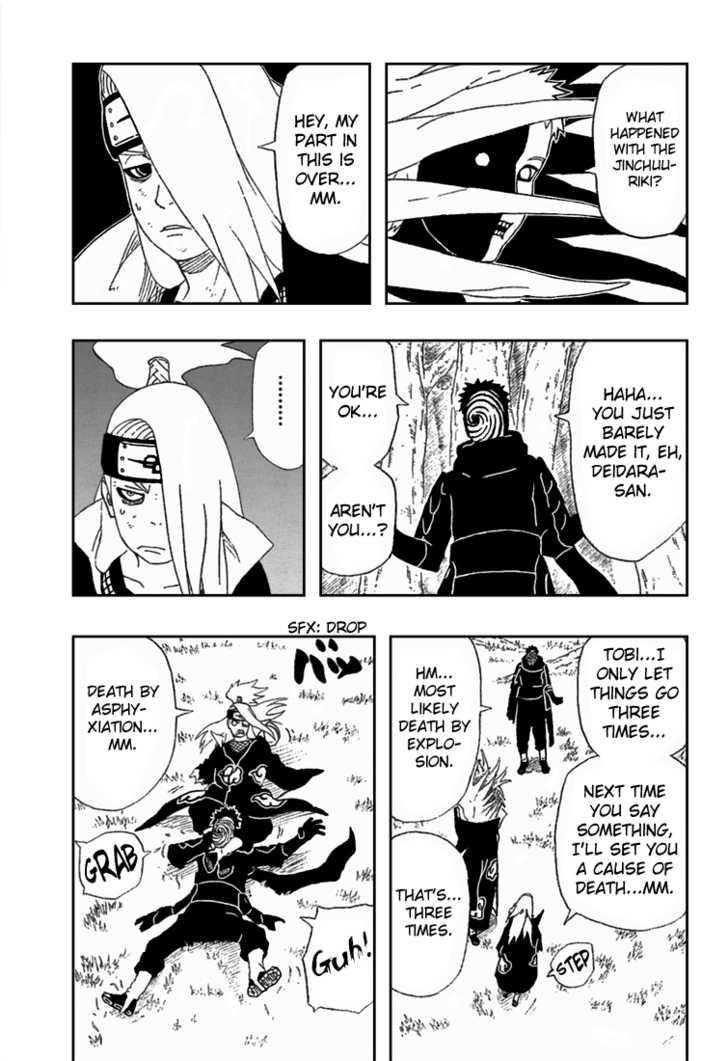 WHAT
HAPPENED
WITH THE
JINCHUU-
RIKI?
HEY, MY
PART IN
THIS IS
OVER...
MM.
HAHA...
YOU JUST
BARELY
MADE IT, EH,
DEIDARA-
SAN.
YOU'RE
OK...
AREN'T
YOU...?
.........
TOBI...I
ONLY LET
THINGS GO
THREE
TIMES...
NEXT TIME
YOU SAY
SOMETHING,
I'LL SET YOU
A CAUSE OF
DEATH...MM.
HM...
MOST
LIKELY
DEATH BY
EXPLO-
SION.
THAT'S...
THREE
TIMES.
STEP
SFX: DROP
バッ
DEATH BY
ASPHY-
XIATION...
MM.
GRAB
Guh!